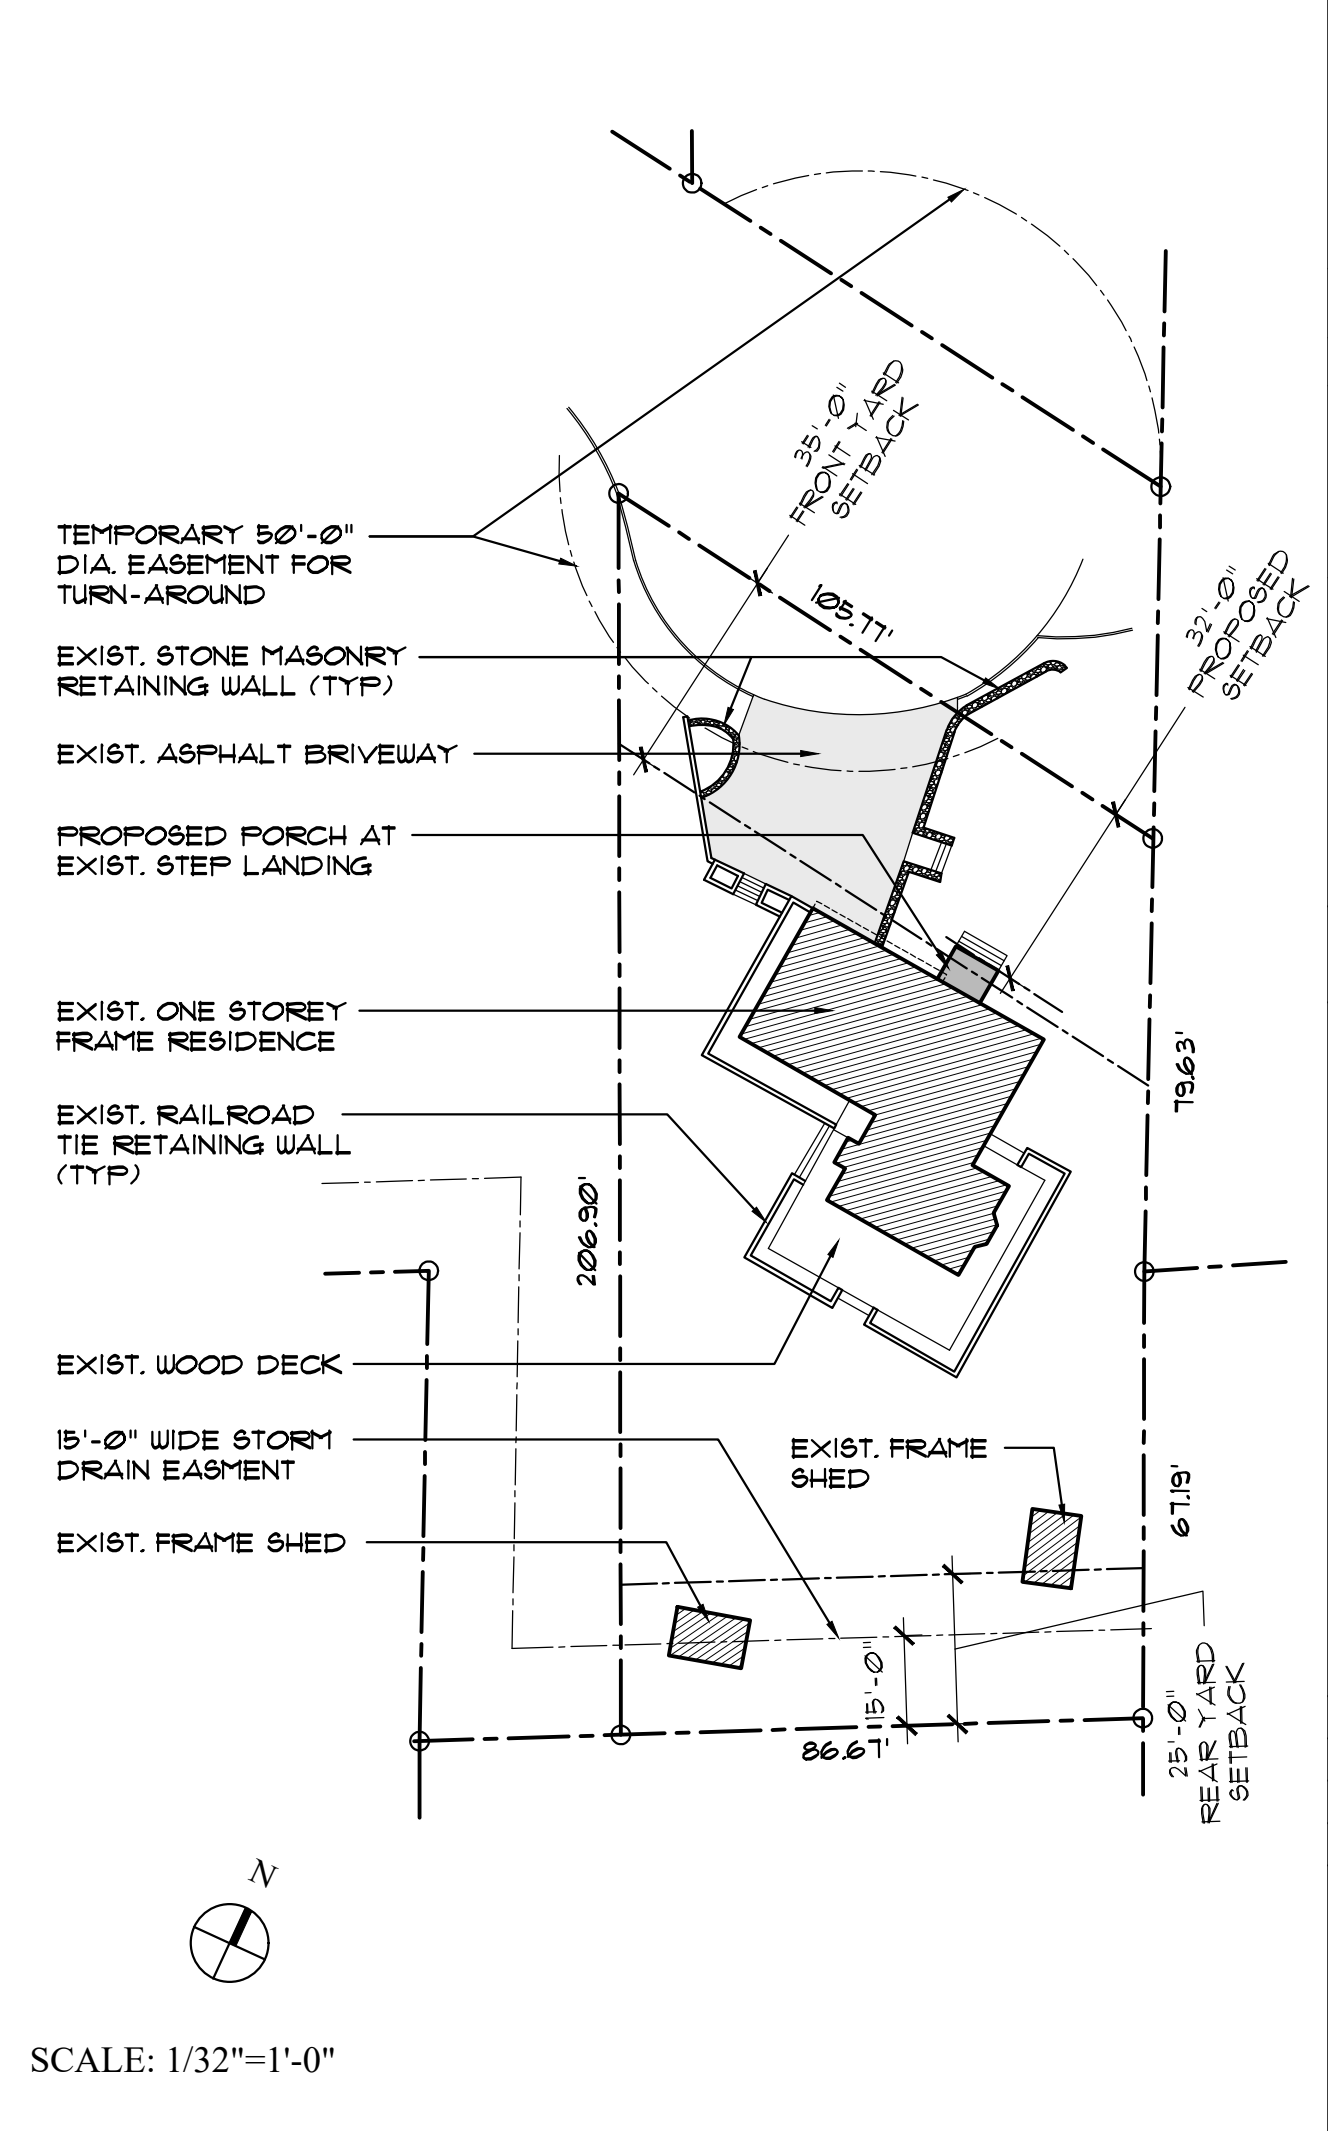 35'-0"
FRONT YARD
SETBACK
TEMPORARY 50'-0"
DIA. EASEMENT FOR
TURN-AROUND
105.77'
32'-0"
PROPOSED
SETBACK
EXIST. STONE MASONRY
RETAINING WALL (TYP)
EXIST. ASPHALT BRIVEWAY
PROPOSED PORCH AT
EXIST. STEP LANDING
EXIST. ONE STOREY
FRAME RESIDENCE
79.63'
EXIST. RAILROAD
TIE RETAINING WALL
(TYP)
206.90'
EXIST. WOOD DECK
15'-0" WIDE STORM
DRAIN EASMENT
EXIST. FRAME
SHED
67.19'
EXIST. FRAME SHED
15'-0"
86.67'
25'-0"
REAR YARD
SETBACK
N
SCALE: 1/32"=1'-0"